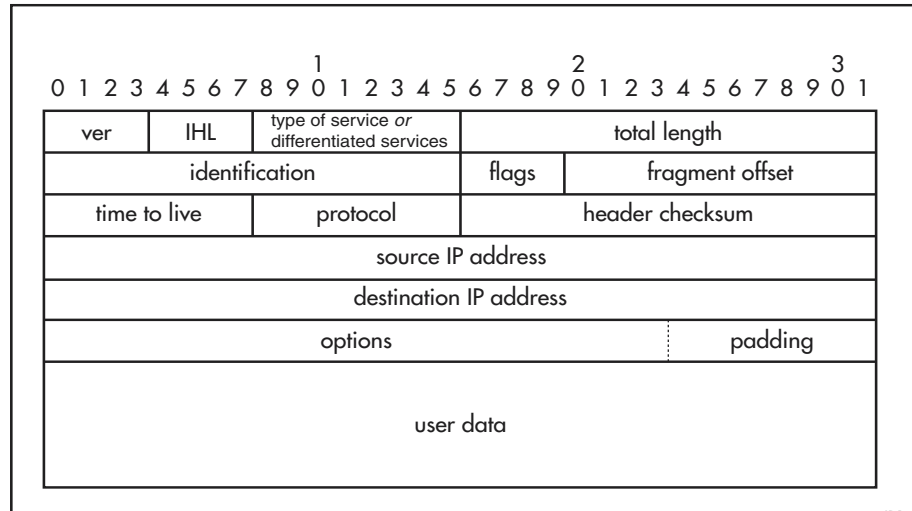 1 2 3
0 1 2 3 4 5 6 7 8 9 0 1 2 3 4 5 6 7 8 9 0 1 2 3 4 5 6 7 8 9 0 1
ver IHL type of service or differentiated services total length
identification flags fragment offset
time to live protocol header checksum
source IP address
destination IP address
options padding
user data